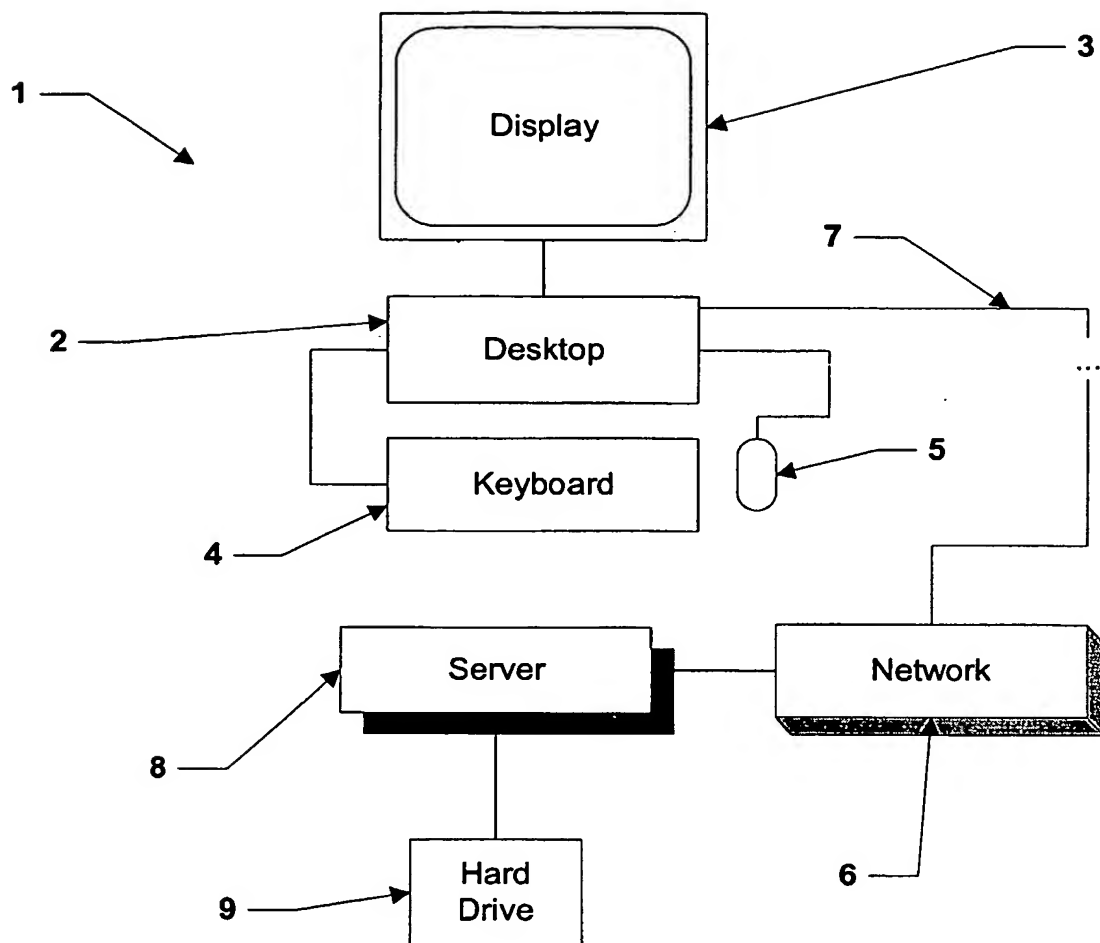 3
1
Display
7
2
Desktop
...
5
Keyboard
4
Server
Network
8
6
Hard
Drive
9